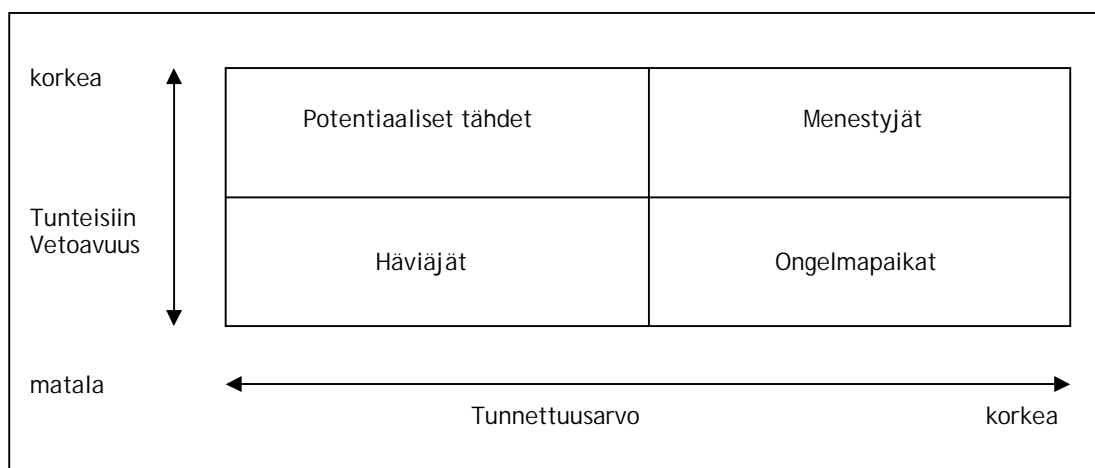 korkea
Potentiaaliset tähdet
Menestyjät
Tunteisiin
Vetoavuus
Häviäjät
Ongelmapaikat
matala
Tunnettuusarvo
korkea